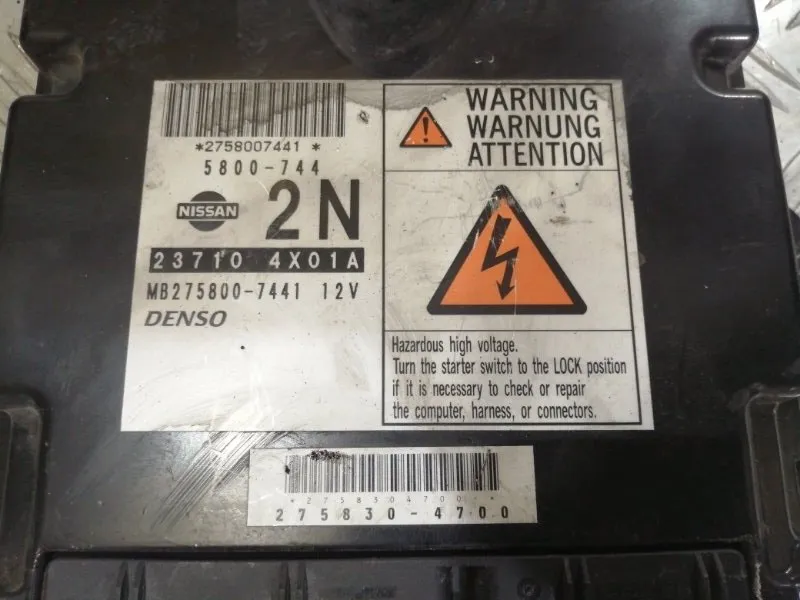 *2758007441 *
5800-744
NISSAN
2N
23710 4X01A
MB275800-7441 12V
DENSO
WARNING
WARNUNG
ATTENTION
Hazardous high voltage.
Turn the starter switch to the LOCK position
if it is necessary to check or repair
the computer, harness, or connectors.
*2758304700 *
275830-4700